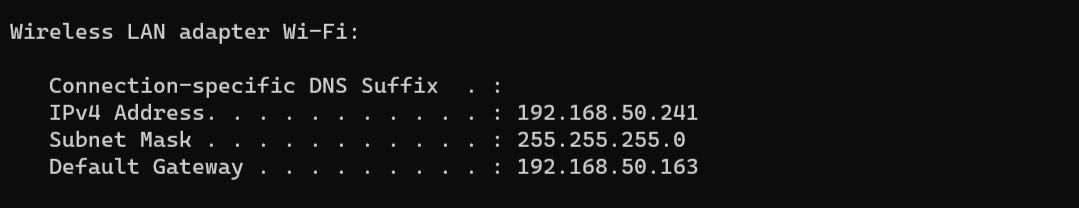 Wireless LAN adapter Wi-Fi:
Connection-specific DNS Suffix  . :
IPv4 Address. . . . . . . . . . . : 192.168.50.241
Subnet Mask . . . . . . . . . . . : 255.255.255.0
Default Gateway . . . . . . . . . : 192.168.50.163